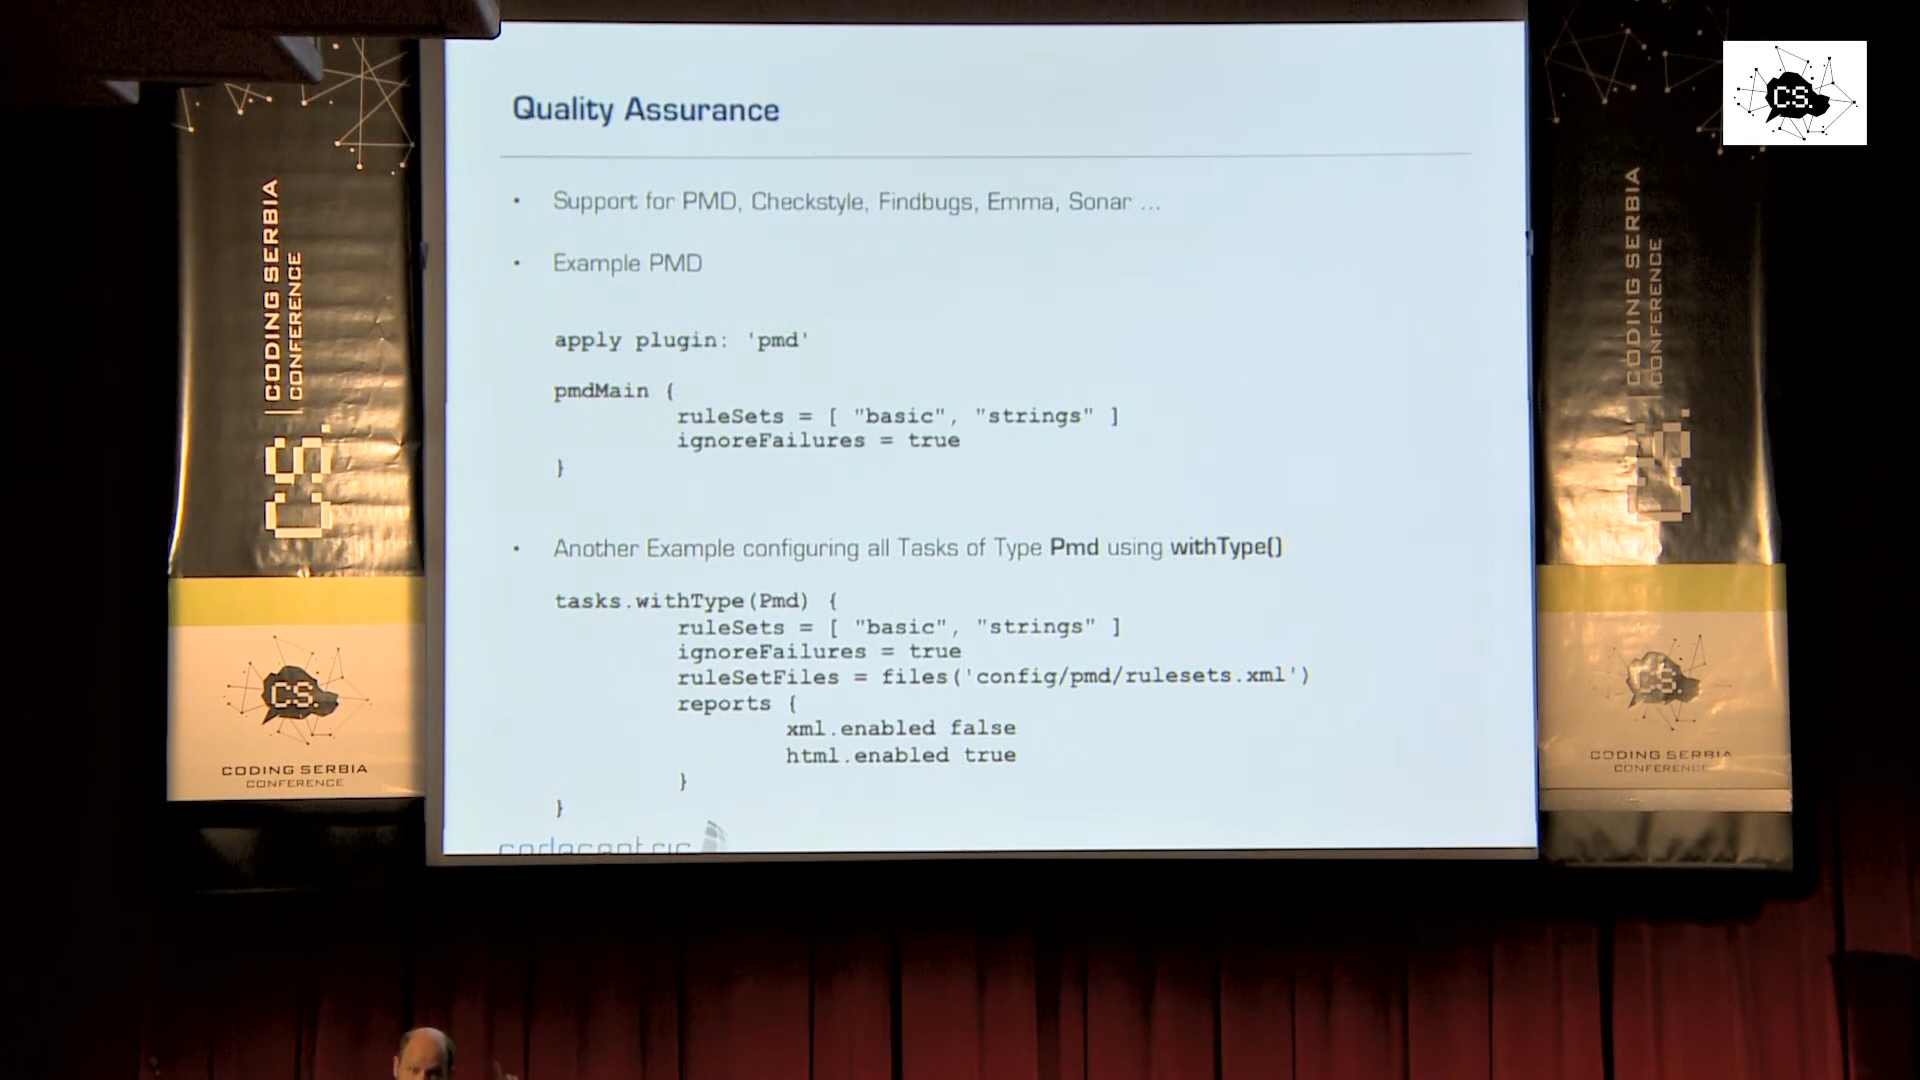 Quality Assurance
• Support for PMD, Checkstyle, Findbugs, Emma, Sonar ...
• Example PMD
apply plugin: 'pmd'
pmdMain {
ruleSets = [ "basic", "strings" ]
ignoreFailures = true
}
• Another Example configuring all Tasks of Type Pmd using withType()
tasks.withType(Pmd) {
ruleSets = [ "basic", "strings" ]
ignoreFailures = true
ruleSetFiles = files('config/pmd/rulesets.xml')
reports {
xml.enabled false
html.enabled true
}
}
codecentric
CS. | CODING SERBIA
CONFERENCE
CS.
CODING SERBIA
CONFERENCE
CS. | CODING SERBIA
CONFERENCE
CS.
CODING SERBIA
CONFERENCE
CS.